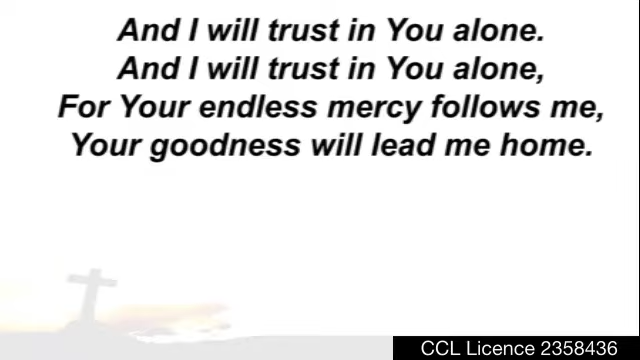 And I will trust in You alone.
And I will trust in You alone,
For Your endless mercy follows me,
Your goodness will lead me home.
CCL Licence 2358436